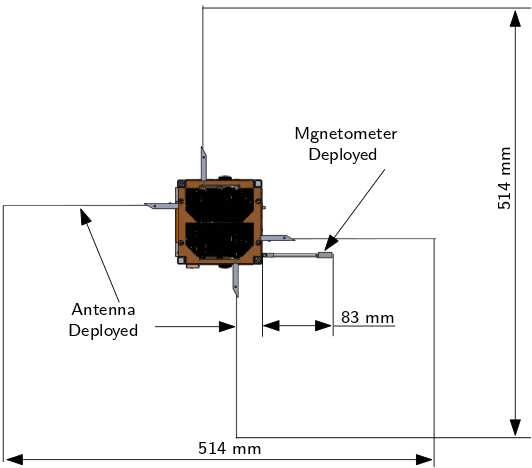 Mgnetometer
Deployed
514 mm
Antenna
Deployed
83 mm
514 mm